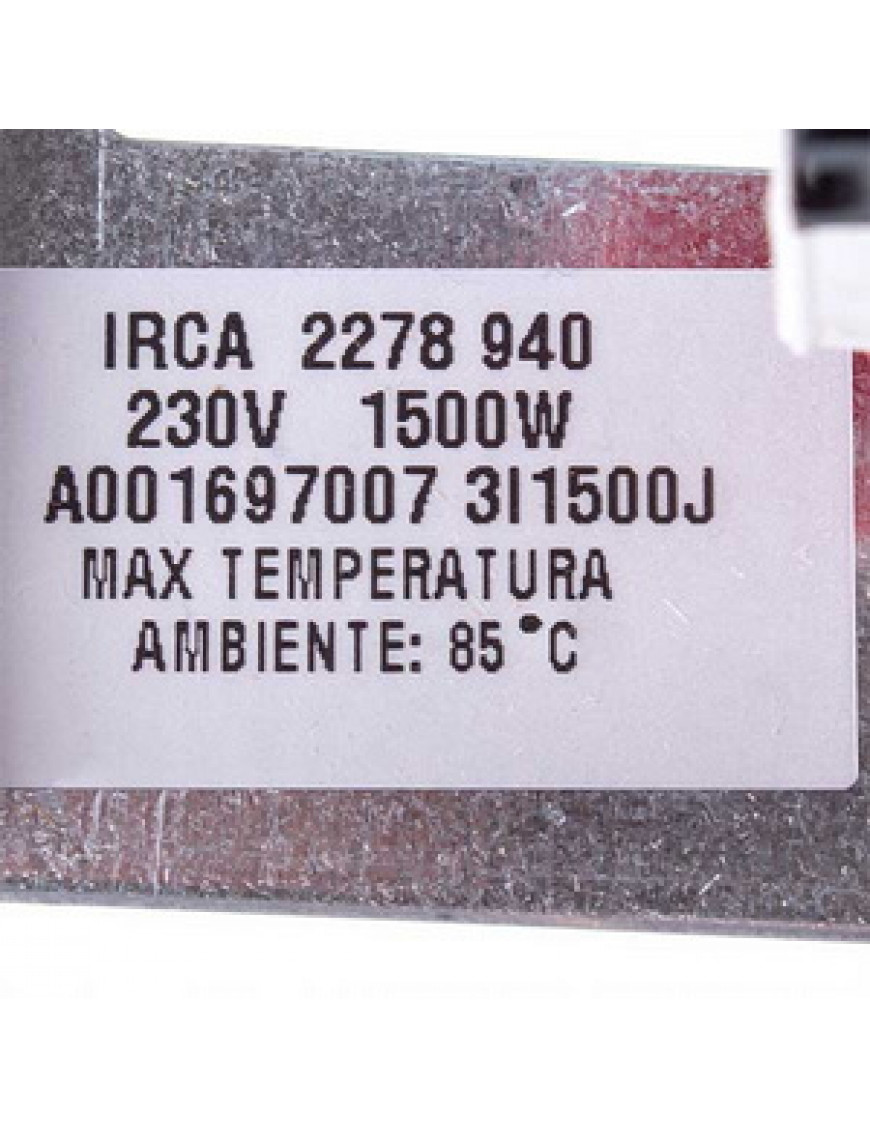 IRCA 2278 940
230V 1500W
A001697007 3I1500J
MAX TEMPERATURA
AMBIENTE: 85°C